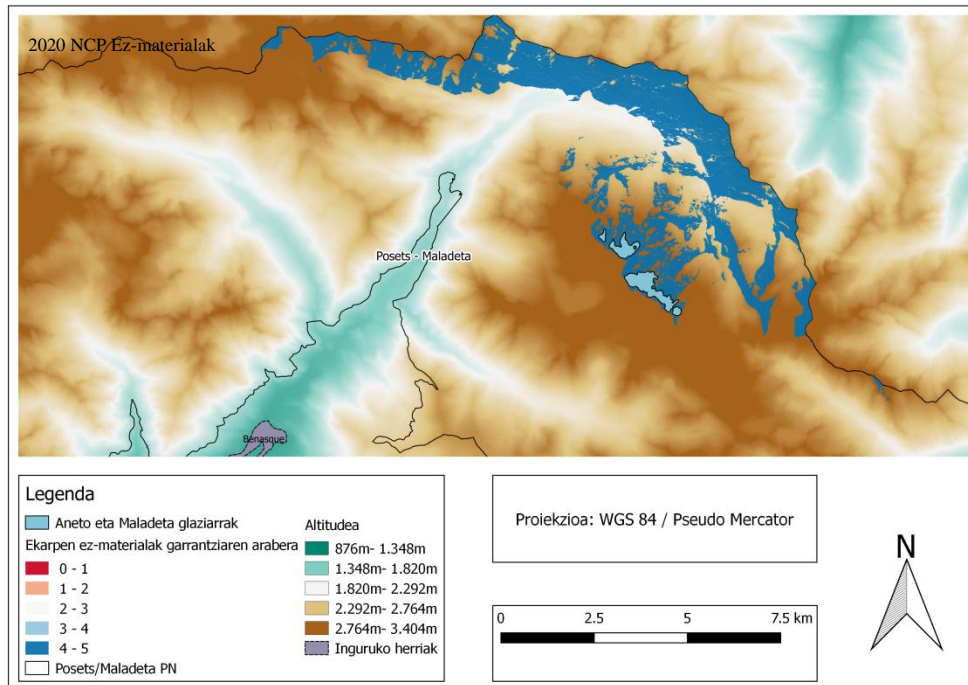 2020 NCP Ez-materialak
Posets - Maladeta
Benasque
Legenda
Aneto eta Maladeta glaziarrak
Ekarpen ez-materialak garrantziaren arabera
0 - 1
1 - 2
2 - 3
3 - 4
4 - 5
Posets/Maladeta PN
Altitudea
876m- 1.348m
1.348m- 1.820m
1.820m- 2.292m
2.292m- 2.764m
2.764m- 3.404m
Inguruko herriak
Proiekzioa: WGS 84 / Pseudo Mercator
0 2.5 5 7.5 km
N